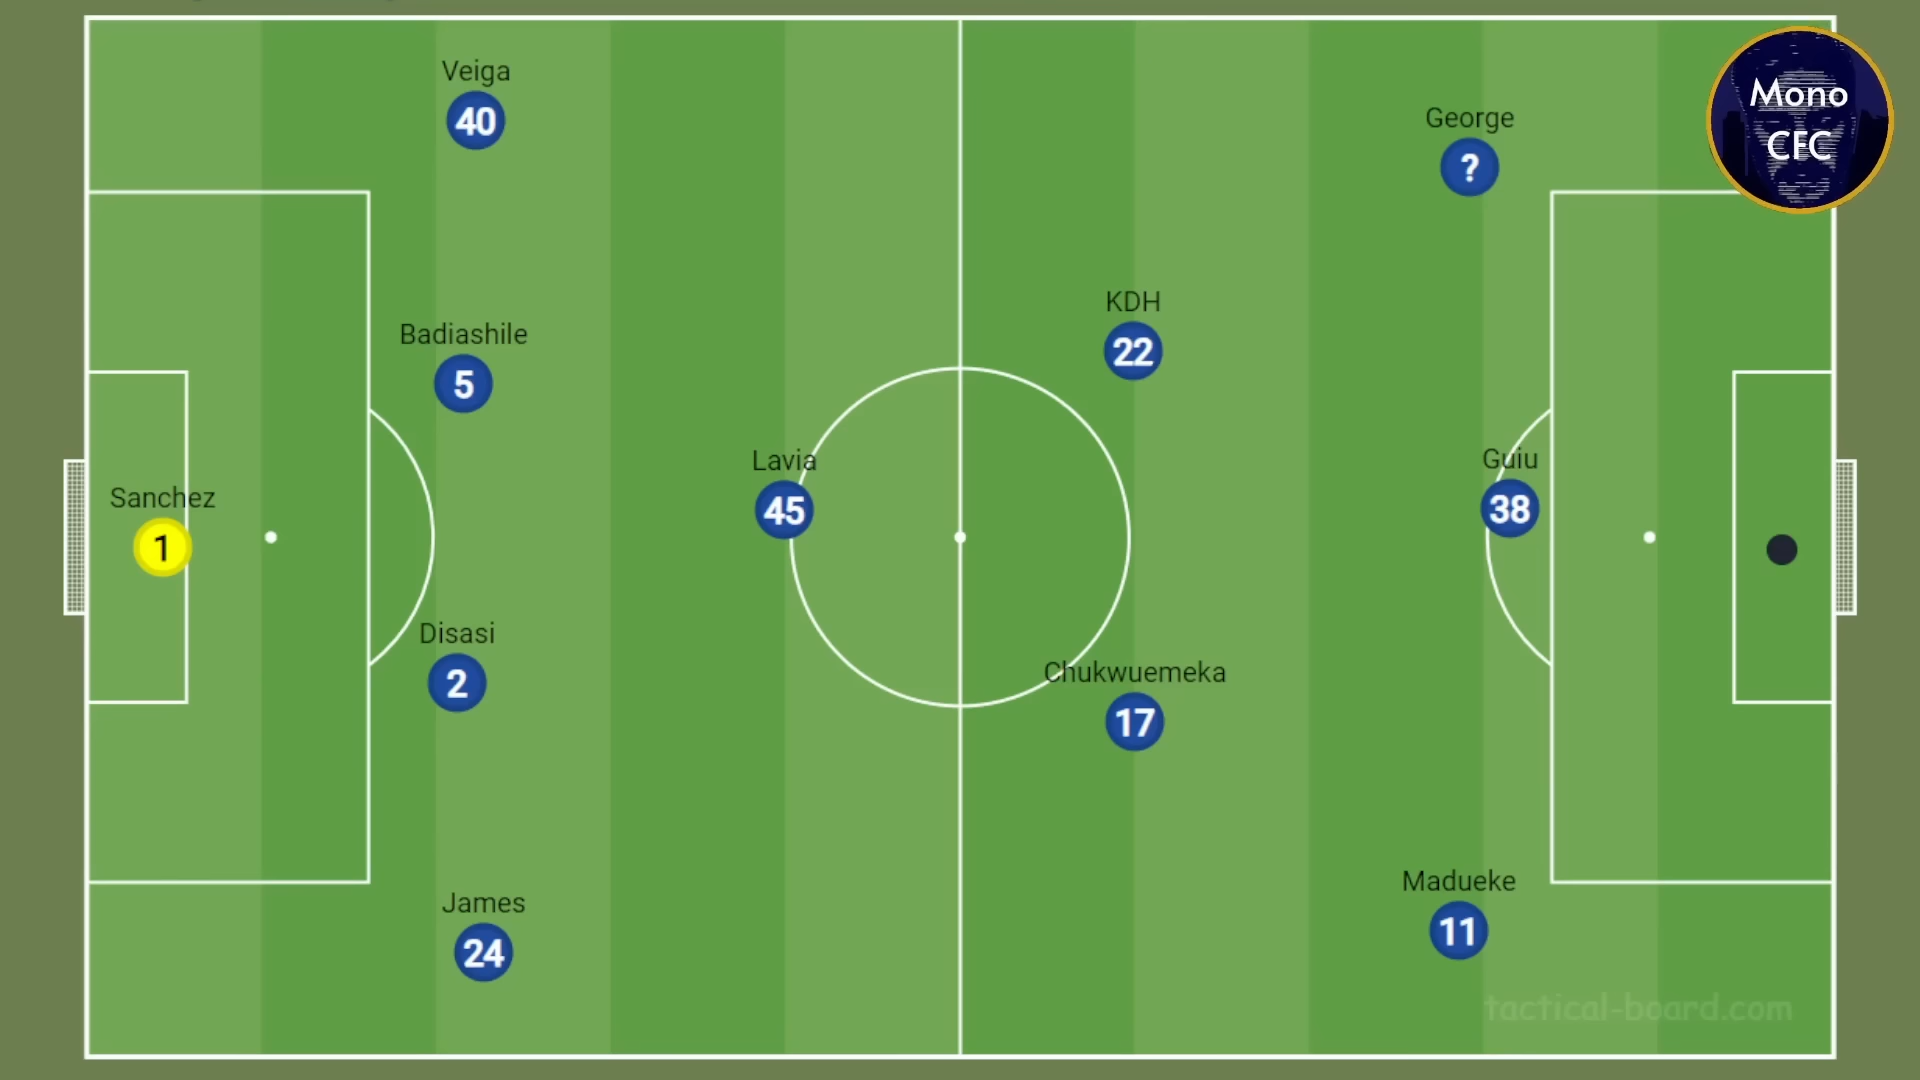 Veiga
40
George
?
Mono
CFC
KDH
22
Badiashile
5
Lavia
45
Guiu
38
Sanchez
1
Disasi
2
Chukwuemeka
17
James
24
Madueke
11
tactical-board.com